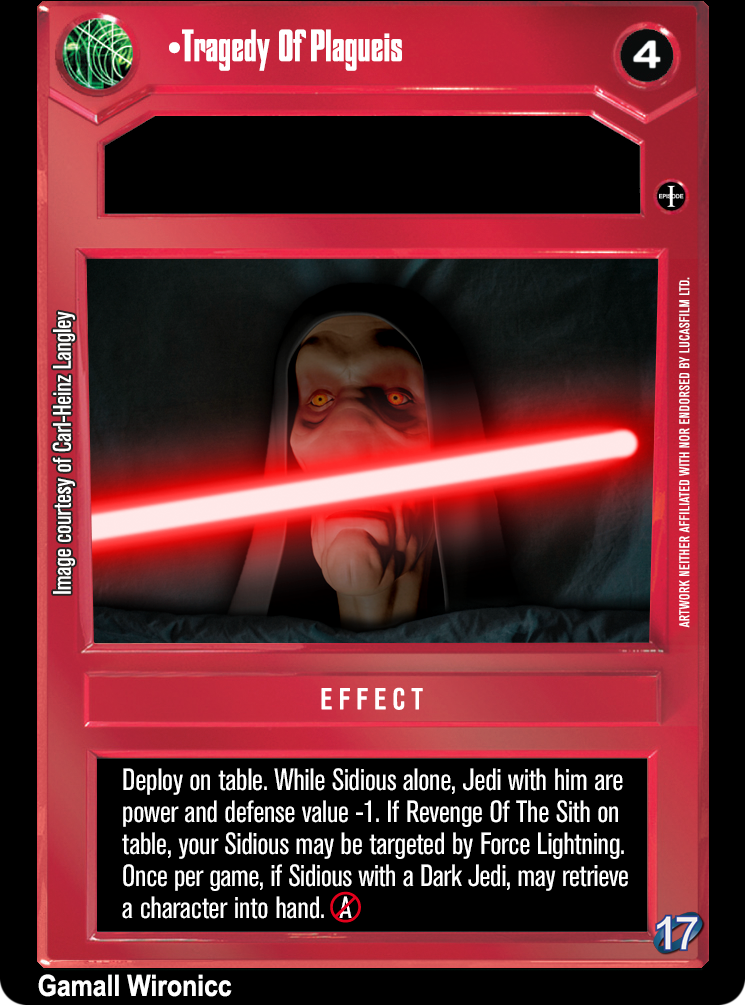 •Tragedy Of Plagueis
4
EPISODE
I
Image courtesy of Carl-Heinz Langley
ARTWORK NEITHER AFFILIATED WITH NOR ENDORSED BY LUCASFILM LTD.
EFFECT
Deploy on table. While Sidious alone, Jedi with him are
power and defense value -1. If Revenge Of The Sith on
table, your Sidious may be targeted by Force Lightning.
Once per game, if Sidious with a Dark Jedi, may retrieve
a character into hand. A
17
Gamall Wironicc